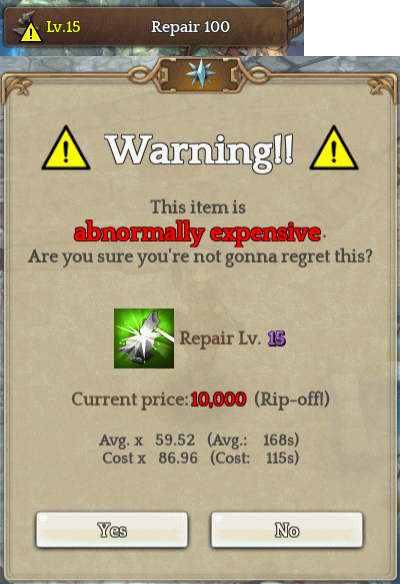 Lv.15 Repair 100
Warning!!
This item is
abnormally expensive.
Are you sure you're not gonna regret this?
Repair Lv. 15
Current price: 10,000 (Rip-off!)
Avg. x 59.52 (Avg.: 168s)
Cost x 86.96 (Cost: 115s)
Yes No